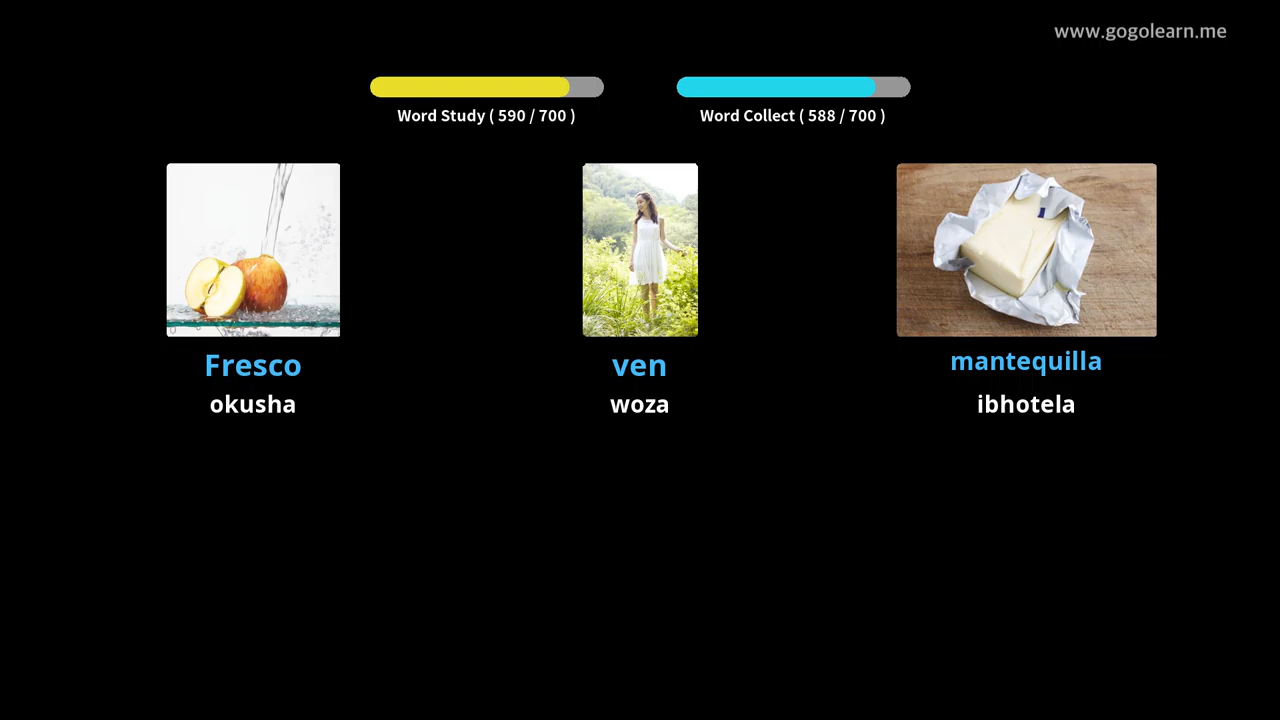 www.gogolearn.me
Word Study ( 590 / 700 )
Word Collect ( 588 / 700 )
Fresco
okusha
ven
woza
mantequilla
ibhotela